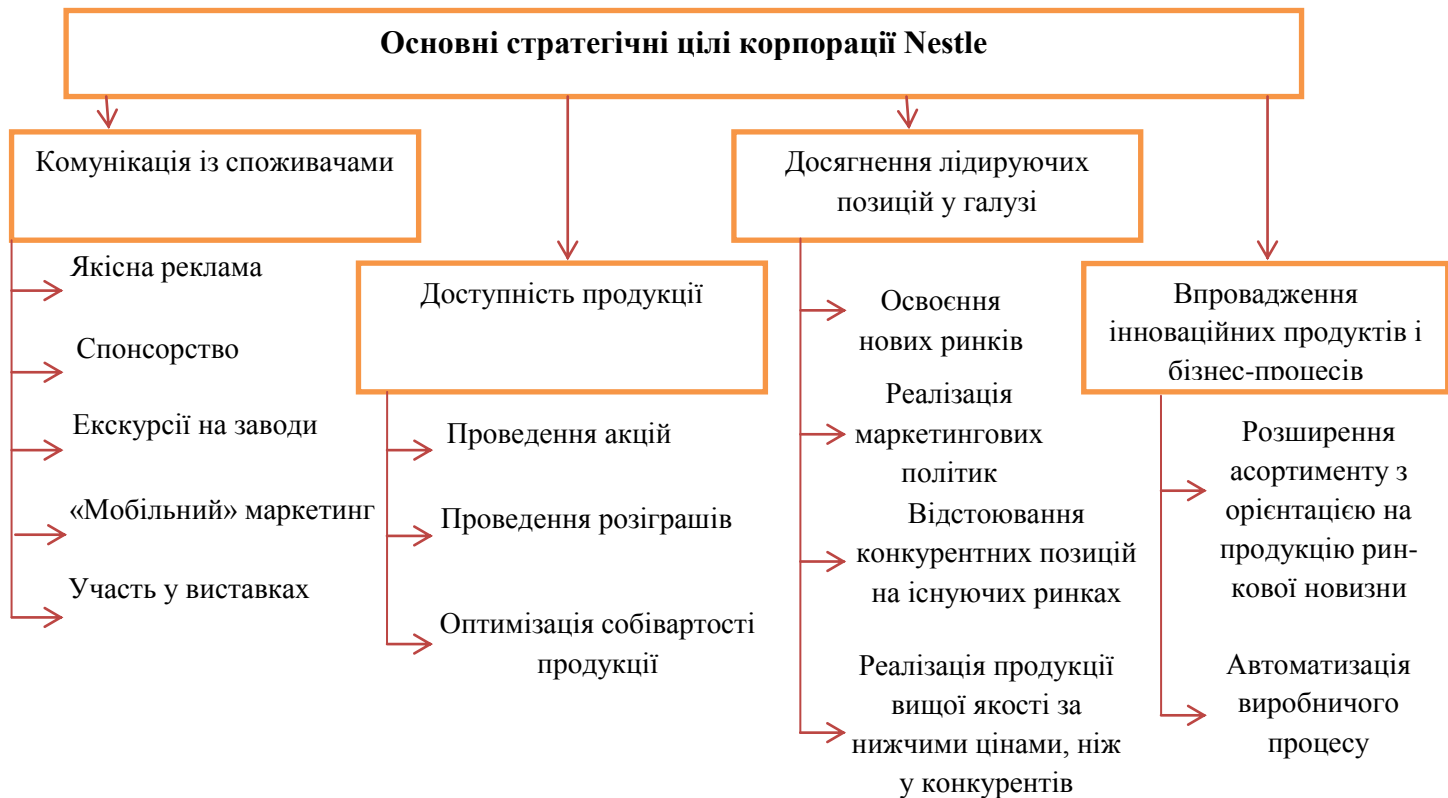 Основні стратегічні цілі корпорації Nestle
Комунікація із споживачами
Якісна реклама
Спонсорство
Екскурсії на заводи
«Мобільний» маркетинг
Участь у виставках
Доступність продукції
Проведення акцій
Проведення розіграшів
Оптимізація собівартості
продукції
Досягнення лідируючих
позицій у галузі
Освоєння
нових ринків
Реалізація
маркетингових
політик
Відстоювання
конкурентних позицій
на існуючих ринках
Реалізація продукції
вищої якості за
нижчими цінами, ніж
у конкурентів
Впровадження
інноваційних продуктів і
бізнес-процесів
Розширення
асортименту з
орієнтацією на
продукцію рин-
кової новизни
Автоматизація
виробничого
процесу